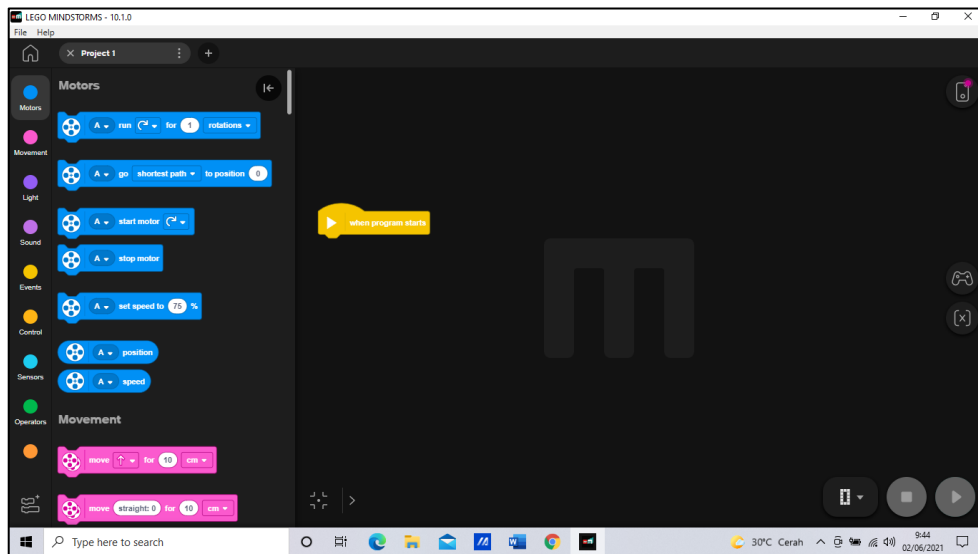 LEGO MINDSTORMS - 10.1.0
File Help
Project 1
Motors
Movement
Light
Sound
Events
Control
Sensors
Operators
Motors
A run for 1 rotations
A go shortest path to position 0
A start motor
A stop motor
A set speed to 75 %
A position
A speed
Movement
move for 10 cm
move straight: 0 for 10 cm
when program starts
Type here to search
30°C Cerah
9:44
02/06/2021